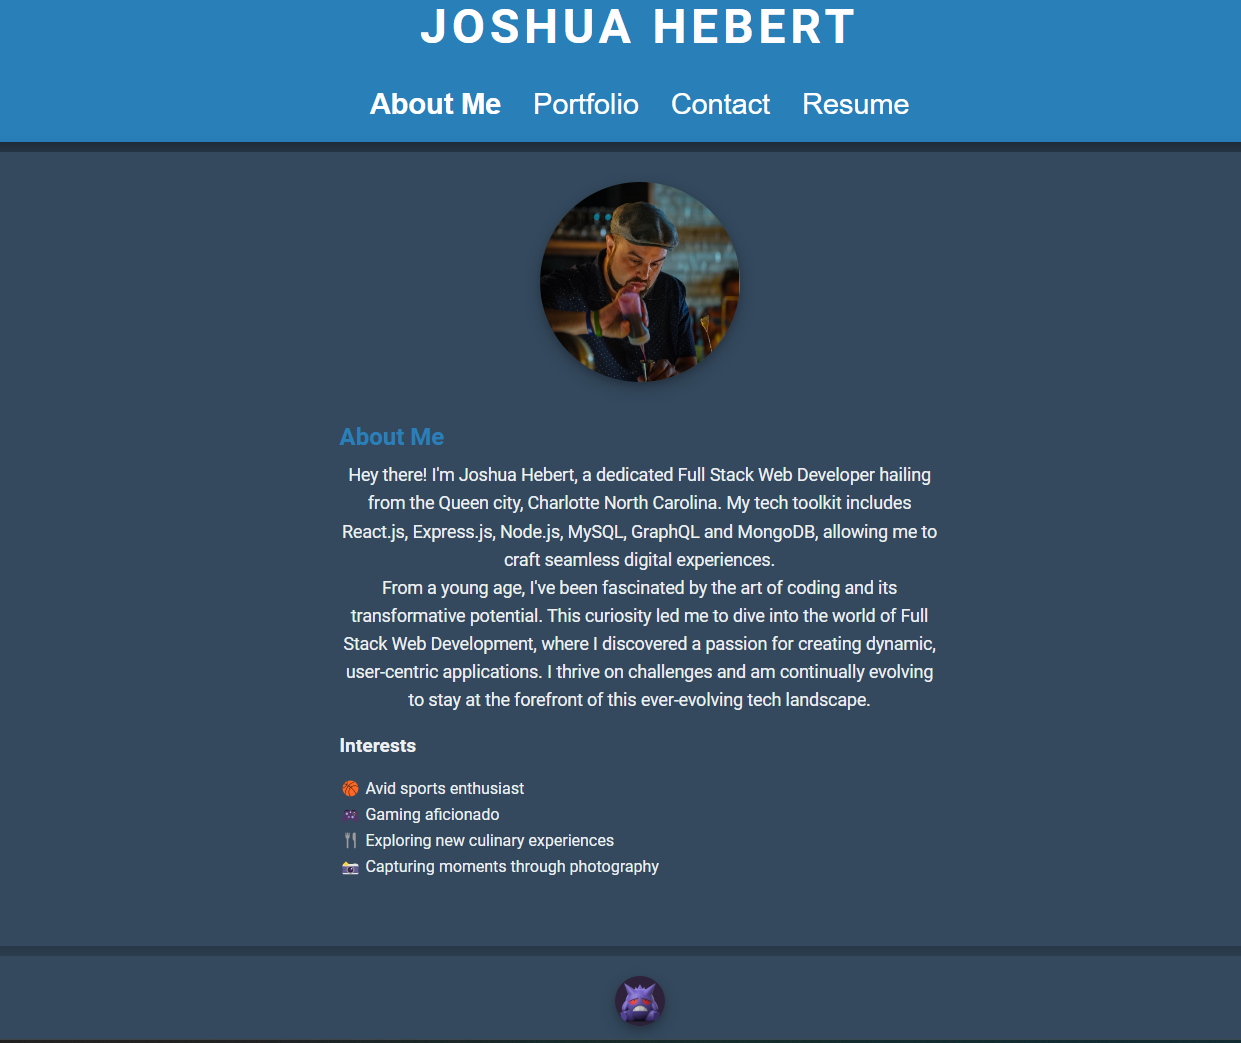 JOSHUA HEBERT
About Me Portfolio Contact Resume
About Me
Hey there! I'm Joshua Hebert, a dedicated Full Stack Web Developer hailing
from the Queen city, Charlotte North Carolina. My tech toolkit includes
React.js, Express.js, Node.js, MySQL, GraphQL and MongoDB, allowing me to
craft seamless digital experiences.
From a young age, I've been fascinated by the art of coding and its
transformative potential. This curiosity led me to dive into the world of Full
Stack Web Development, where I discovered a passion for creating dynamic,
user-centric applications. I thrive on challenges and am continually evolving
to stay at the forefront of this ever-evolving tech landscape.
Interests
🏀 Avid sports enthusiast
🎮 Gaming aficionado
🍴 Exploring new culinary experiences
📸 Capturing moments through photography